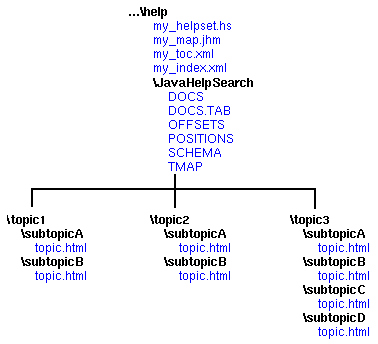 ...\help
my_helpset.hs
my_map.jhm
my_toc.xml
my_index.xml
\JavaHelpSearch
DOCS
DOCS.TAB
OFFSETS
POSITIONS
SCHEMA
TMAP
\topic1
\subtopicA
topic.html
\subtopicB
topic.html
\topic2
\subtopicA
topic.html
\subtopicB
topic.html
\topic3
\subtopicA
topic.html
\subtopicB
topic.html
\subtopicC
topic.html
\subtopicD
topic.html